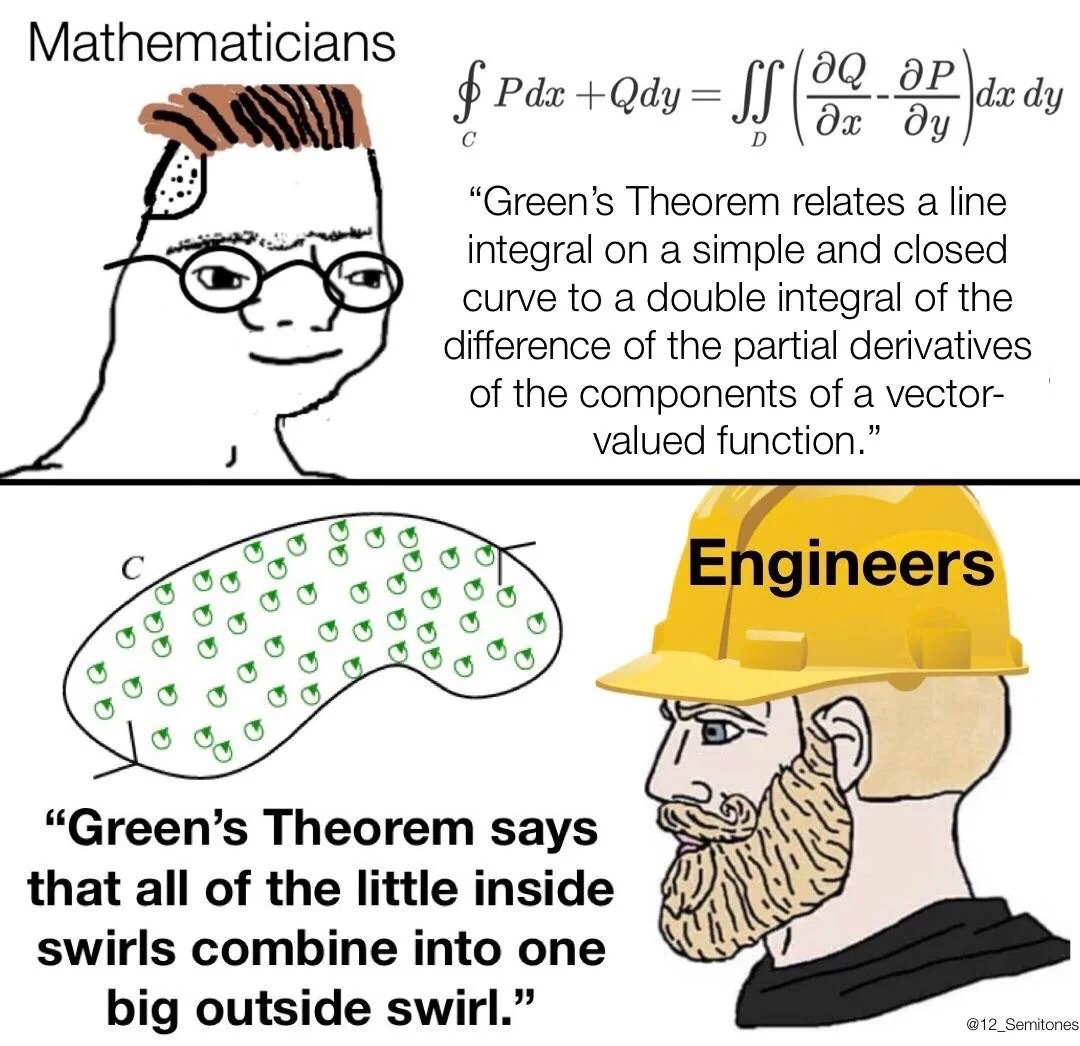 Mathematicians
∮_C Pdx + Qdy = ∬_D (∂Q/∂x - ∂P/∂y) dx dy
“Green’s Theorem relates a line
integral on a simple and closed
curve to a double integral of the
difference of the partial derivatives
of the components of a vector-
valued function.”
C
Engineers
“Green’s Theorem says
that all of the little inside
swirls combine into one
big outside swirl.”
@12_Semitones